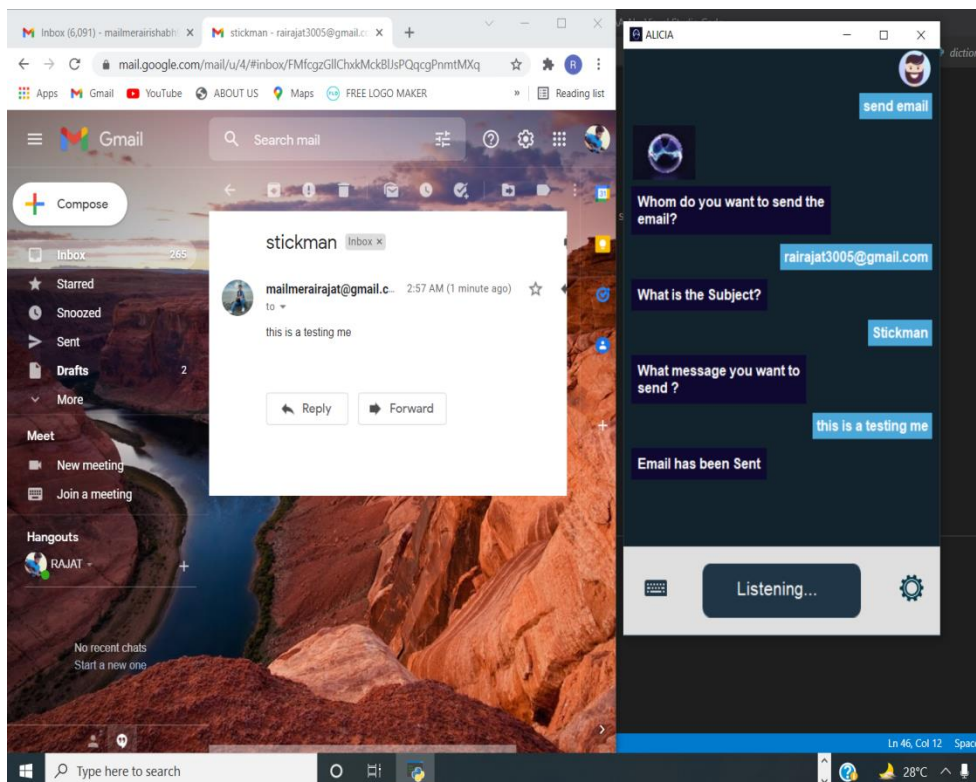 Inbox (6,091) - mailmerairishabh
stickman - rairajat3005@gmail.c
mail.google.com/mail/u/4/#inbox/FMfcgzGllChxkMckBlJsPQqcgPnmtMXq
R
Apps Gmail YouTube ABOUT US Maps FREE LOGO MAKER » Reading list
Gmail
Search mail
Compose
Inbox 265
Starred
Snoozed
Sent
Drafts 2
More
Meet
New meeting
Join a meeting
Hangouts
RAJAT
No recent chats
Start a new one
stickman Inbox ×
mailmerairajat@gmail.c... 2:57 AM (1 minute ago)
to
this is a testing me
Reply Forward
ALICIA
send email
Whom do you want to send the
email?
rairajat3005@gmail.com
What is the Subject?
Stickman
What message you want to
send ?
this is a testing me
Email has been Sent
Listening...
diction
Ln 46, Col 12 Space
Type here to search
28°C